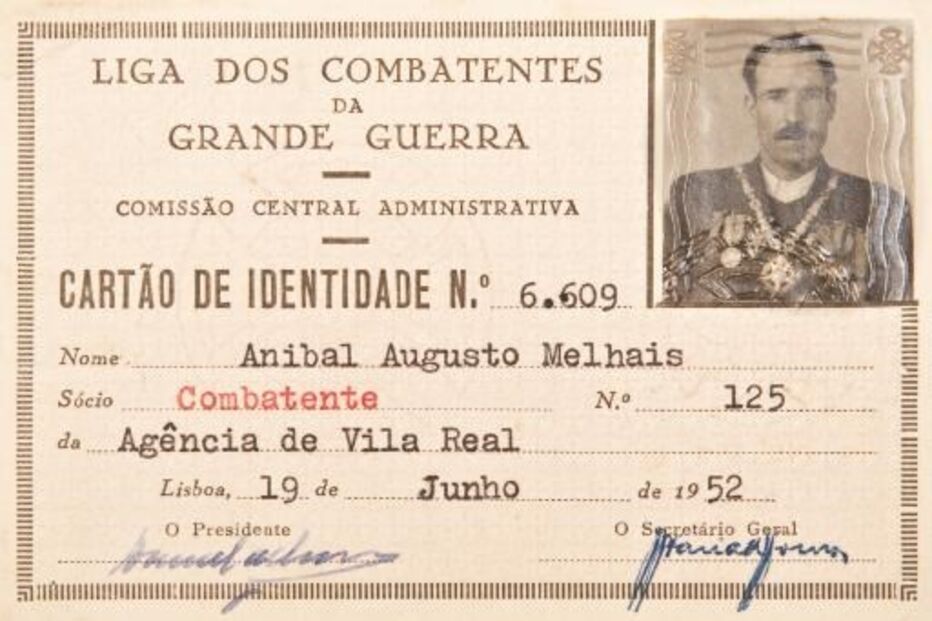 LIGA DOS COMBATENTES
DA
GRANDE GUERRA
COMISSÃO CENTRAL ADMINISTRATIVA
CARTÃO DE IDENTIDADE N.º 6.609
Nome Anibal Augusto Melhais
Sócio Combatente N.º 125
da Agência de Vila Real
Lisboa, 19 de Junho de 1952
O Presidente O Secretário Geral